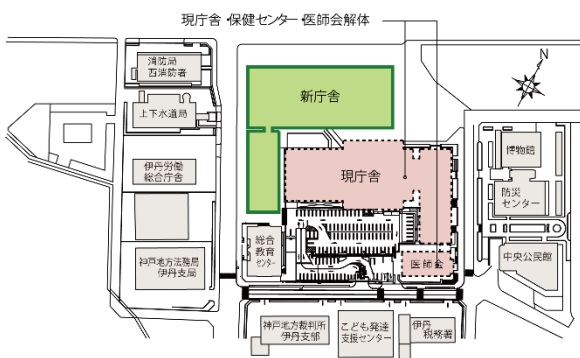 現庁舎・保健センター・医師会解体
消防局
西消防署
上下水道局
伊丹労働
総合庁舎
神戸地方法務局
伊丹支局
新庁舎
現庁舎
総合
教育
センター
医師会
N
博物館
防災
センター
中央公民館
神戸地方裁判所
伊丹支部
こども発達
支援センター
伊丹
税務署